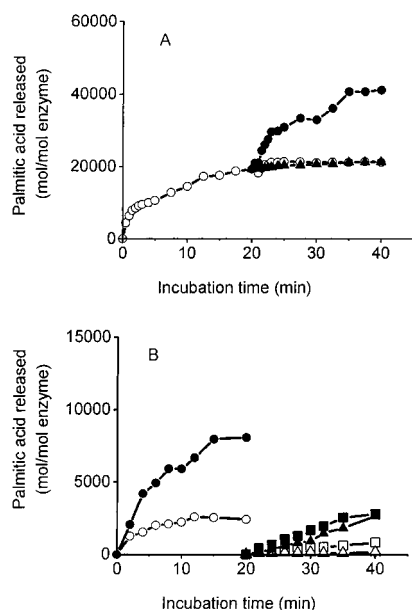 A
60000
40000
20000
0
Palmitic acid released
(mol/mol enzyme)
0 10 20 30 40
Incubation time (min)
B
15000
10000
5000
0
Palmitic acid released
(mol/mol enzyme)
0 10 20 30 40
Incubation time (min)